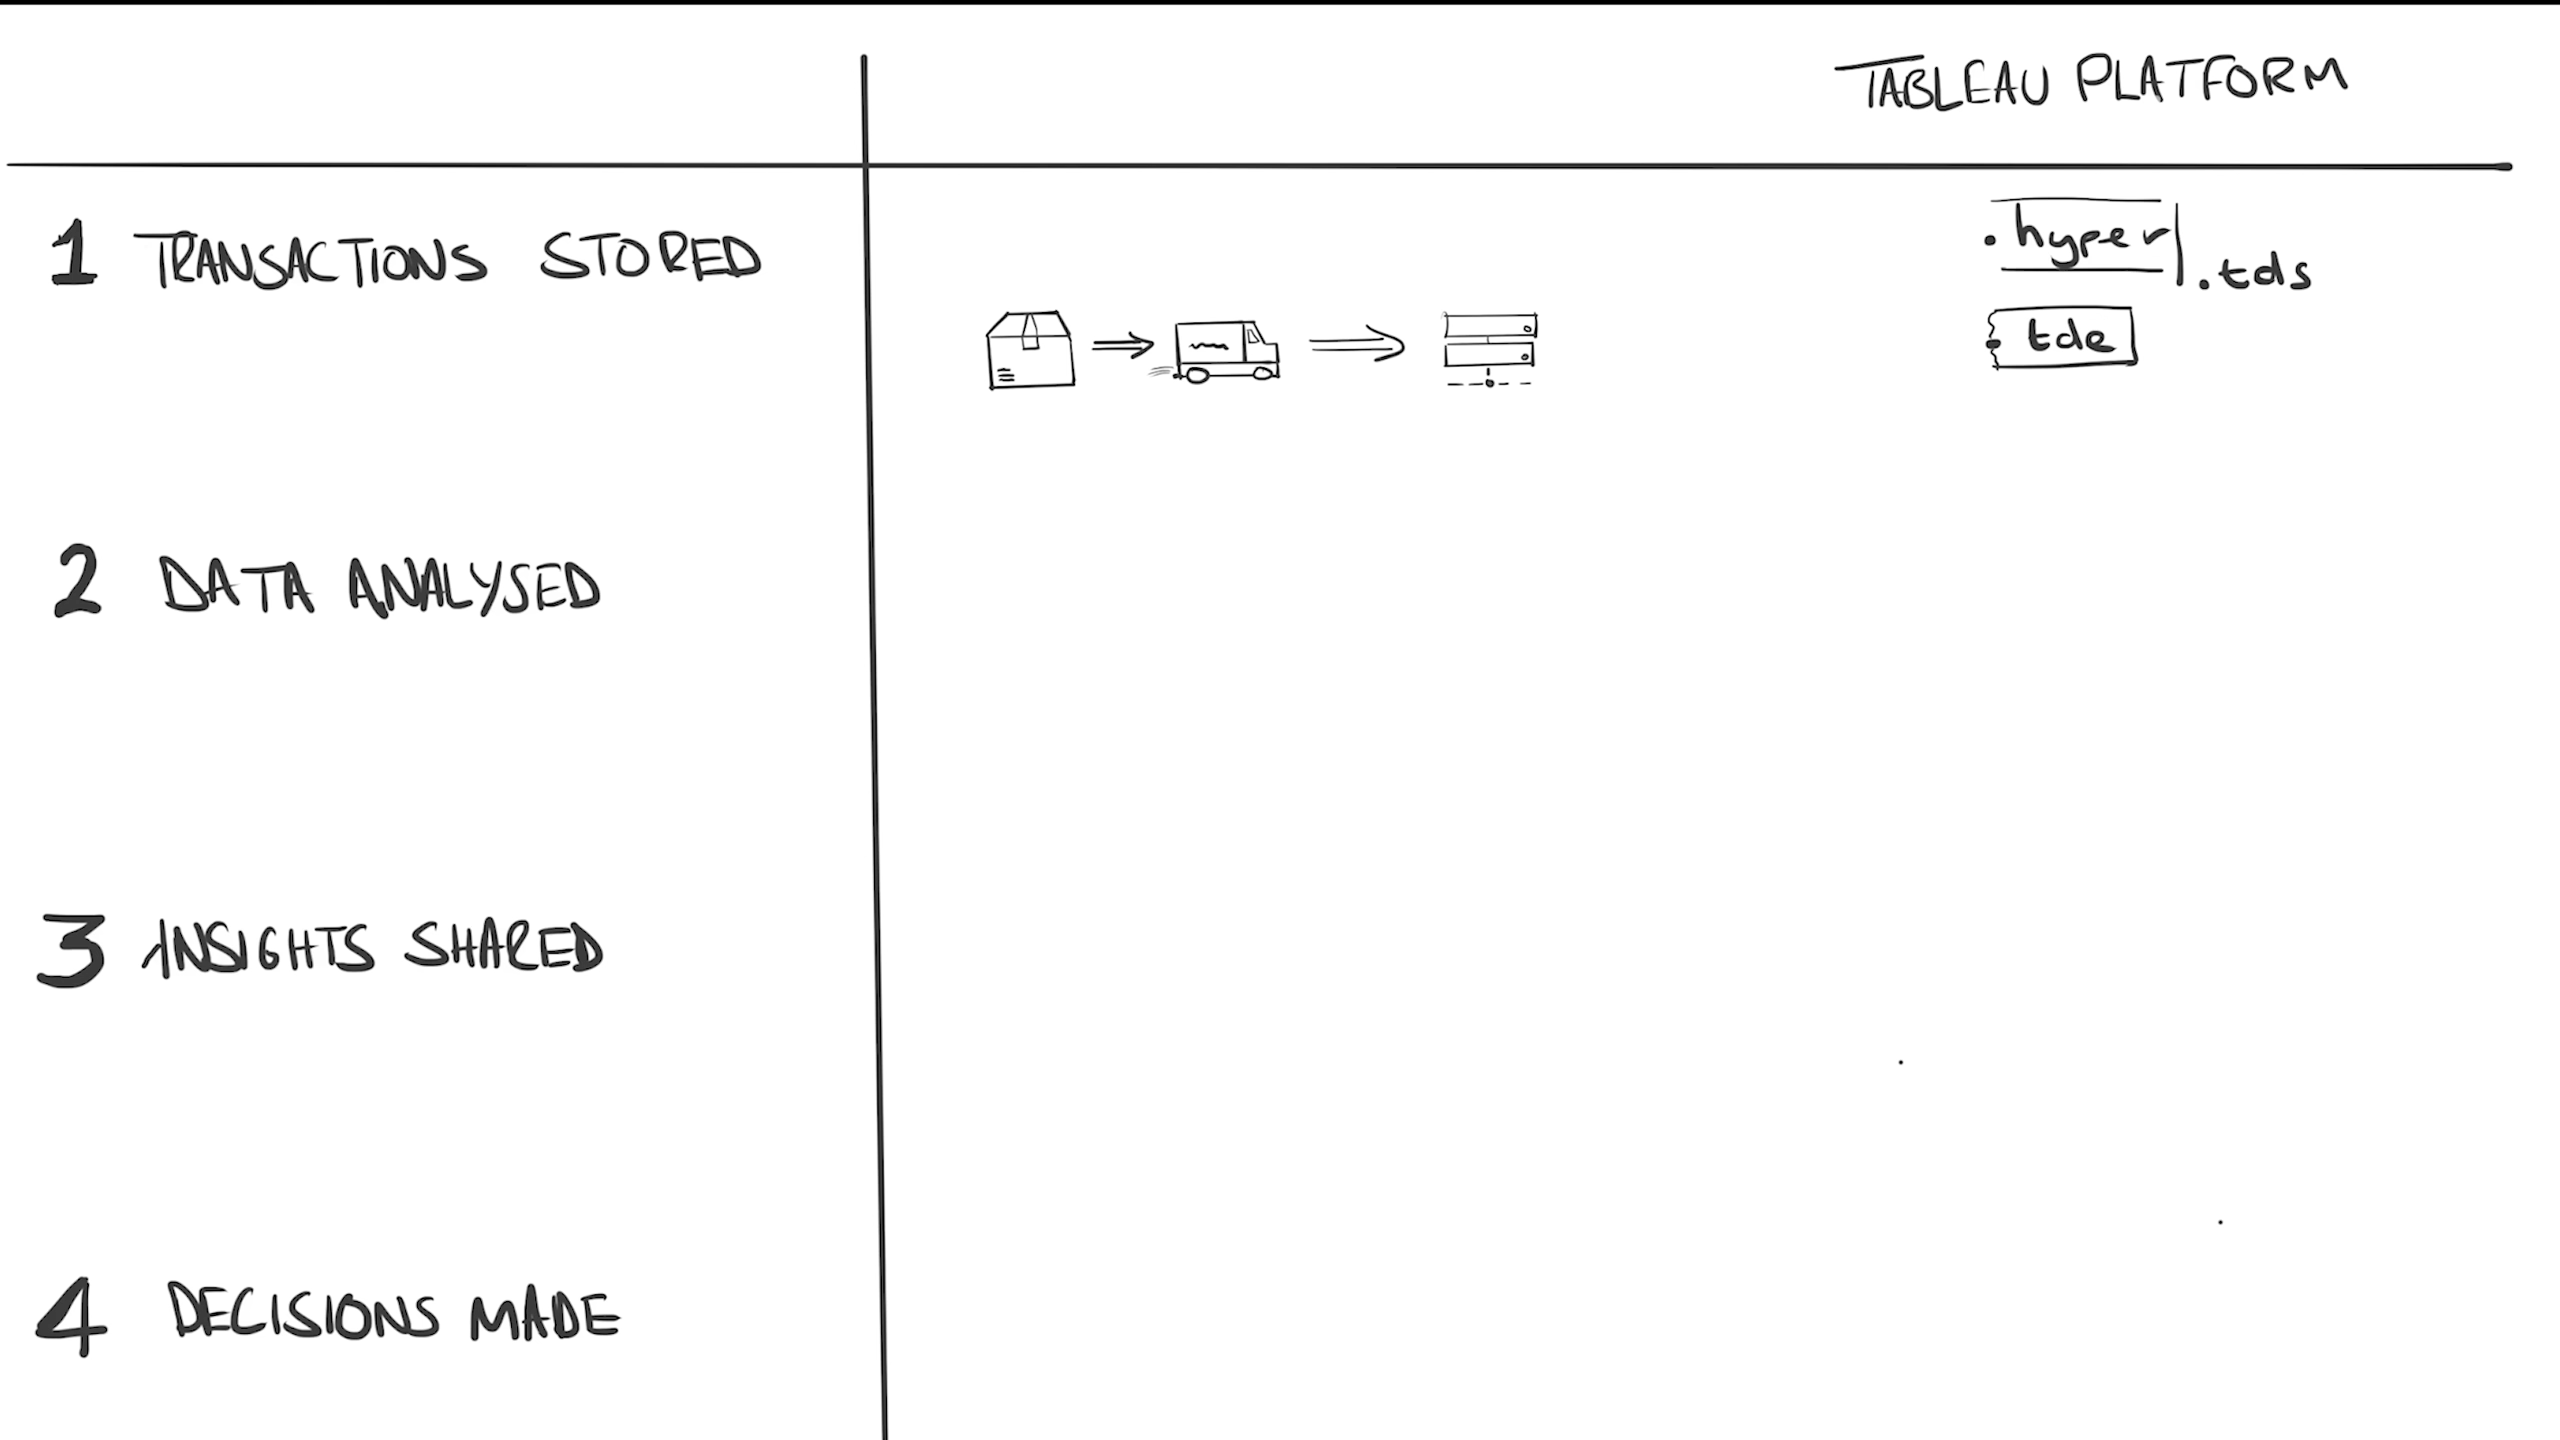 TABLEAU PLATFORM
1 TRANSACTIONS STORED
.hyper
.tds
.tde
2 DATA ANALYSED
3 INSIGHTS SHARED
4 DECISIONS MADE